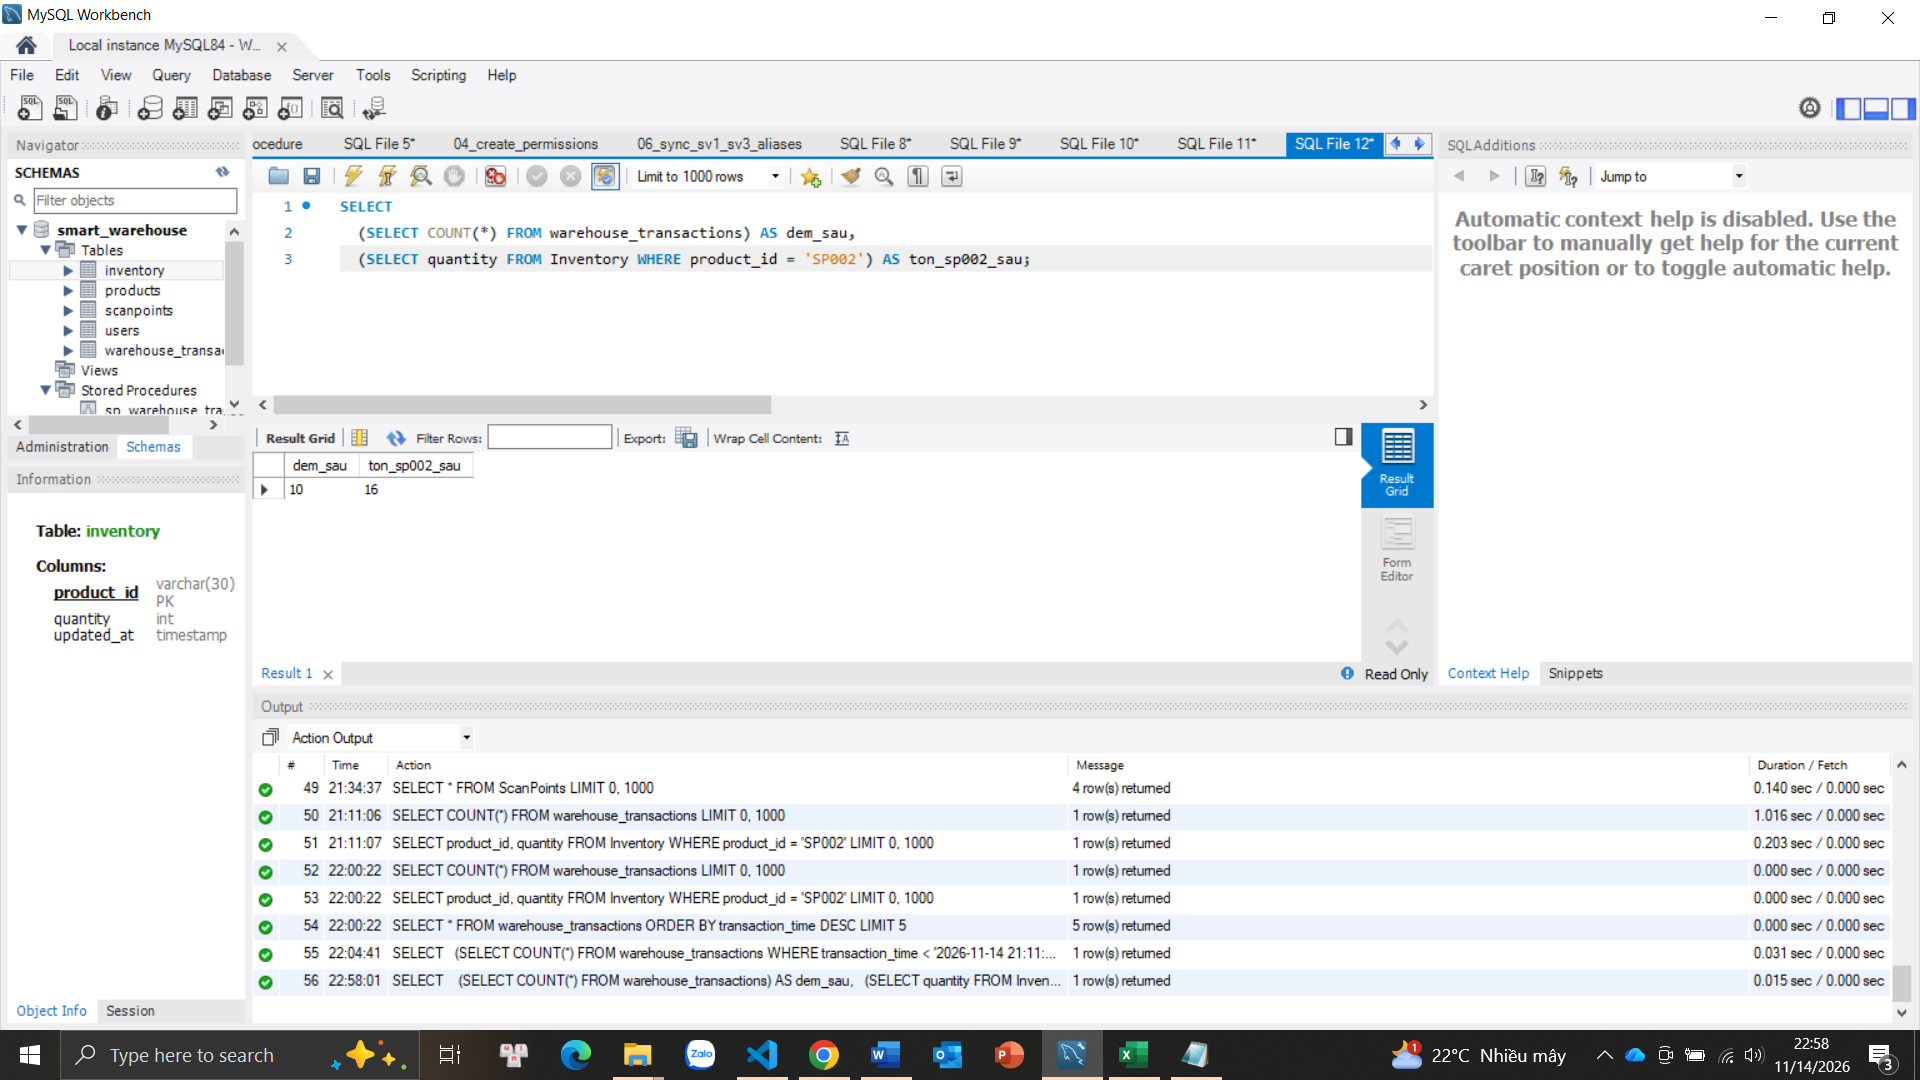 MySQL Workbench
Local instance MySQL84 - W...
File Edit View Query Database Server Tools Scripting Help
Navigator
SCHEMAS
Filter objects
smart_warehouse
Tables
inventory
products
scanpoints
users
warehouse_transa
Views
Stored Procedures
sp_warehouse_tra
Administration Schemas
Information
Table: inventory
Columns:
product_id varchar(30) PK
quantity int
updated_at timestamp
Object Info Session
ocedure SQL File 5* 04_create_permissions 06_sync_sv1_sv3_aliases SQL File 8* SQL File 9* SQL File 10* SQL File 11* SQL File 12*
Limit to 1000 rows
1 SELECT
2 (SELECT COUNT(*) FROM warehouse_transactions) AS dem_sau,
3 (SELECT quantity FROM Inventory WHERE product_id = 'SP002') AS ton_sp002_sau;
Result Grid Filter Rows: Export: Wrap Cell Content:
dem_sau ton_sp002_sau
10 16
Result Grid
Form Editor
Result 1
Read Only
SQLAdditions
Jump to
Automatic context help is disabled. Use the
toolbar to manually get help for the current
caret position or to toggle automatic help.
Context Help Snippets
Output
Action Output
# Time Action Message Duration / Fetch
49 21:34:37 SELECT * FROM ScanPoints LIMIT 0, 1000 4 row(s) returned 0.140 sec / 0.000 sec
50 21:11:06 SELECT COUNT(*) FROM warehouse_transactions LIMIT 0, 1000 1 row(s) returned 1.016 sec / 0.000 sec
51 21:11:07 SELECT product_id, quantity FROM Inventory WHERE product_id = 'SP002' LIMIT 0, 1000 1 row(s) returned 0.203 sec / 0.000 sec
52 22:00:22 SELECT COUNT(*) FROM warehouse_transactions LIMIT 0, 1000 1 row(s) returned 0.000 sec / 0.000 sec
53 22:00:22 SELECT product_id, quantity FROM Inventory WHERE product_id = 'SP002' LIMIT 0, 1000 1 row(s) returned 0.000 sec / 0.000 sec
54 22:00:22 SELECT * FROM warehouse_transactions ORDER BY transaction_time DESC LIMIT 5 5 row(s) returned 0.000 sec / 0.000 sec
55 22:04:41 SELECT (SELECT COUNT(*) FROM warehouse_transactions WHERE transaction_time < '2026-11-14 21:11:... 1 row(s) returned 0.031 sec / 0.000 sec
56 22:58:01 SELECT (SELECT COUNT(*) FROM warehouse_transactions) AS dem_sau, (SELECT quantity FROM Inven... 1 row(s) returned 0.015 sec / 0.000 sec
Type here to search
Zalo
1
22°C Nhiều mây
22:58
11/14/2026
3